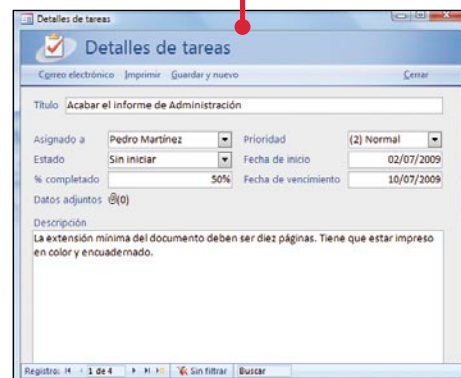 Detalles de tareas
Detalles de tareas
Correo electrónico Imprimir Guardar y nuevo Cerrar
Título Acabar el informe de Administración
Asignado a Pedro Martínez Prioridad (2) Normal
Estado Sin iniciar Fecha de inicio 02/07/2009
% completado 50% Fecha de vencimiento 10/07/2009
Datos adjuntos (0)
Descripción
La extensión mínima del documento deben ser diez páginas. Tiene que estar impreso
en color y encuadernado.
Registro: 1 de 4 Sin filtrar Buscar